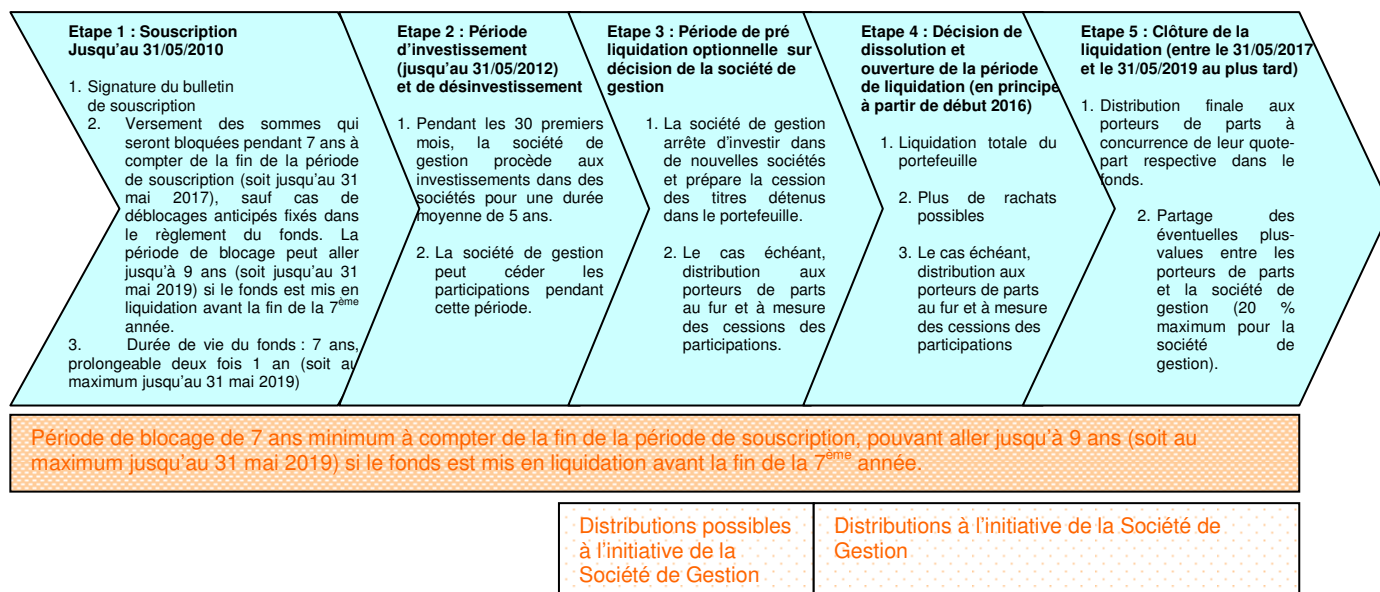 Etape 1 : Souscription
Jusqu'au 31/05/2010
1. Signature du bulletin
de souscription
2. Versement des sommes qui
seront bloquées pendant 7 ans à
compter de la fin de la période
de souscription (soit jusqu'au 31
mai 2017), sauf cas de
déblocages anticipés fixés dans
le règlement du fonds. La
période de blocage peut aller
jusqu'à 9 ans (soit jusqu'au 31
mai 2019) si le fonds est mis en
liquidation avant la fin de la 7ème
année.
3. Durée de vie du fonds : 7 ans,
prolongeable deux fois 1 an (soit au
maximum jusqu'au 31 mai 2019)
Etape 2 : Période
d'investissement
(jusqu'au 31/05/2012)
et de désinvestissement
1. Pendant les 30 premiers
mois, la société de
gestion procède aux
investissements dans des
sociétés pour une durée
moyenne de 5 ans.
2. La société de gestion
peut céder les
participations pendant
cette période.
Etape 3 : Période de pré
liquidation optionnelle sur
décision de la société de
gestion
1. La société de gestion
arrête d'investir dans
de nouvelles sociétés
et prépare la cession
des titres détenus
dans le portefeuille.
2. Le cas échéant,
distribution aux
porteurs de parts
au fur et à mesure
des cessions des
participations.
Etape 4 : Décision de
dissolution et
ouverture de la période
de liquidation (en principe
à partir de début 2016)
1. Liquidation totale du
portefeuille
2. Plus de rachats
possibles
3. Le cas échéant,
distribution aux
porteurs de parts
au fur et à mesure
des cessions des
participations
Etape 5 : Clôture de la
liquidation (entre le 31/05/2017
et le 31/05/2019 au plus tard)
1. Distribution finale aux
porteurs de parts à
concurrence de leur quote-
part respective dans le
fonds.
2. Partage des
éventuelles plus-
values entre les
porteurs de parts
et la société de
gestion (20 %
maximum pour la
société de
gestion).
Période de blocage de 7 ans minimum à compter de la fin de la période de souscription, pouvant aller jusqu'à 9 ans (soit au
maximum jusqu'au 31 mai 2019) si le fonds est mis en liquidation avant la fin de la 7ème année.
Distributions possibles
à l'initiative de la
Société de Gestion
Distributions à l'initiative de la Société de
Gestion